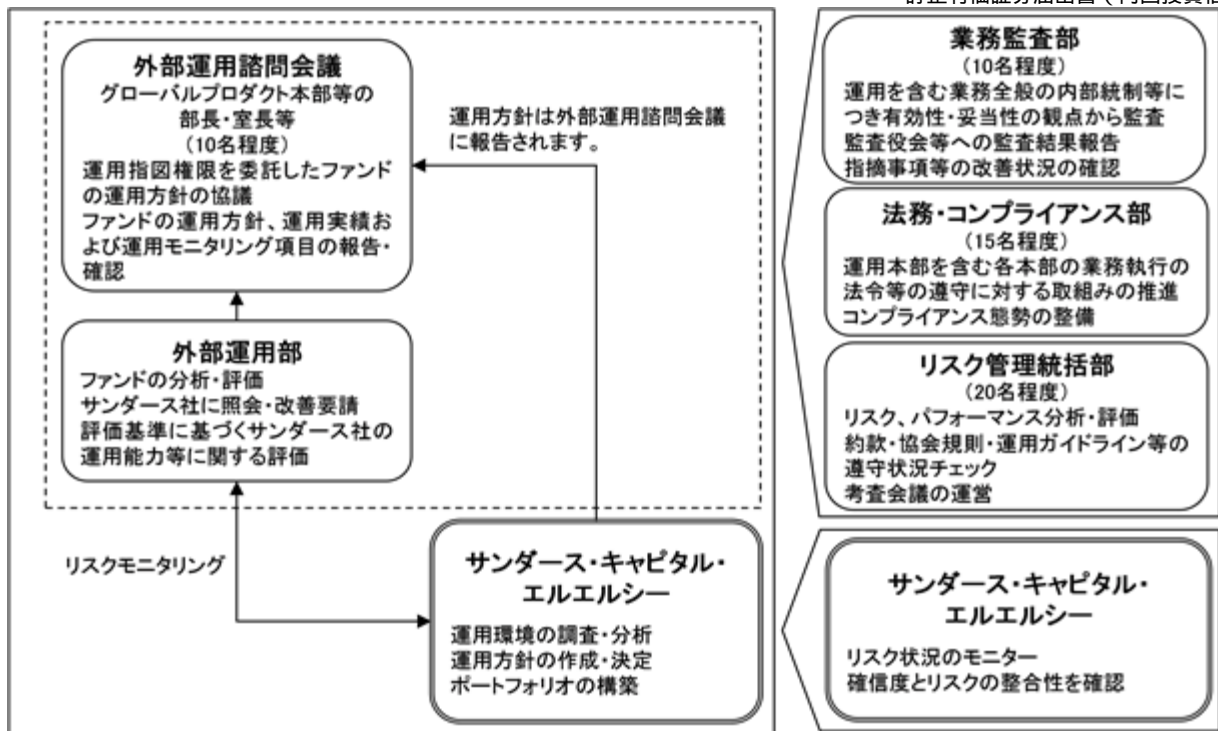 外部運用諮問会議
グローバルプロダクト本部等の
部長・室長等
(10名程度)
運用指図権限を委託したファンド
の運用方針の協議
ファンドの運用方針、運用実績お
よび運用モニタリング項目の報告・
確認
運用方針は外部運用諮問会議
に報告されます。
外部運用部
ファンドの分析・評価
サンダース社に照会・改善要請
評価基準に基づくサンダース社の
運用能力等に関する評価
リスクモニタリング
サンダース・キャピタル・
エルエルシー
運用環境の調査・分析
運用方針の作成・決定
ポートフォリオの構築
業務監査部
(10名程度)
運用を含む業務全般の内部統制等に
つき有効性・妥当性の観点から監査
監査役会等への監査結果報告
指摘事項等の改善状況の確認
法務・コンプライアンス部
(15名程度)
運用本部を含む各本部の業務執行の
法令等の遵守に対する取組みの推進
コンプライアンス態勢の整備
リスク管理統括部
(20名程度)
リスク、パフォーマンス分析・評価
約款・協会規則・運用ガイドライン等の
遵守状況チェック
考査会議の運営
サンダース・キャピタル・
エルエルシー
リスク状況のモニター
確信度とリスクの整合性を確認